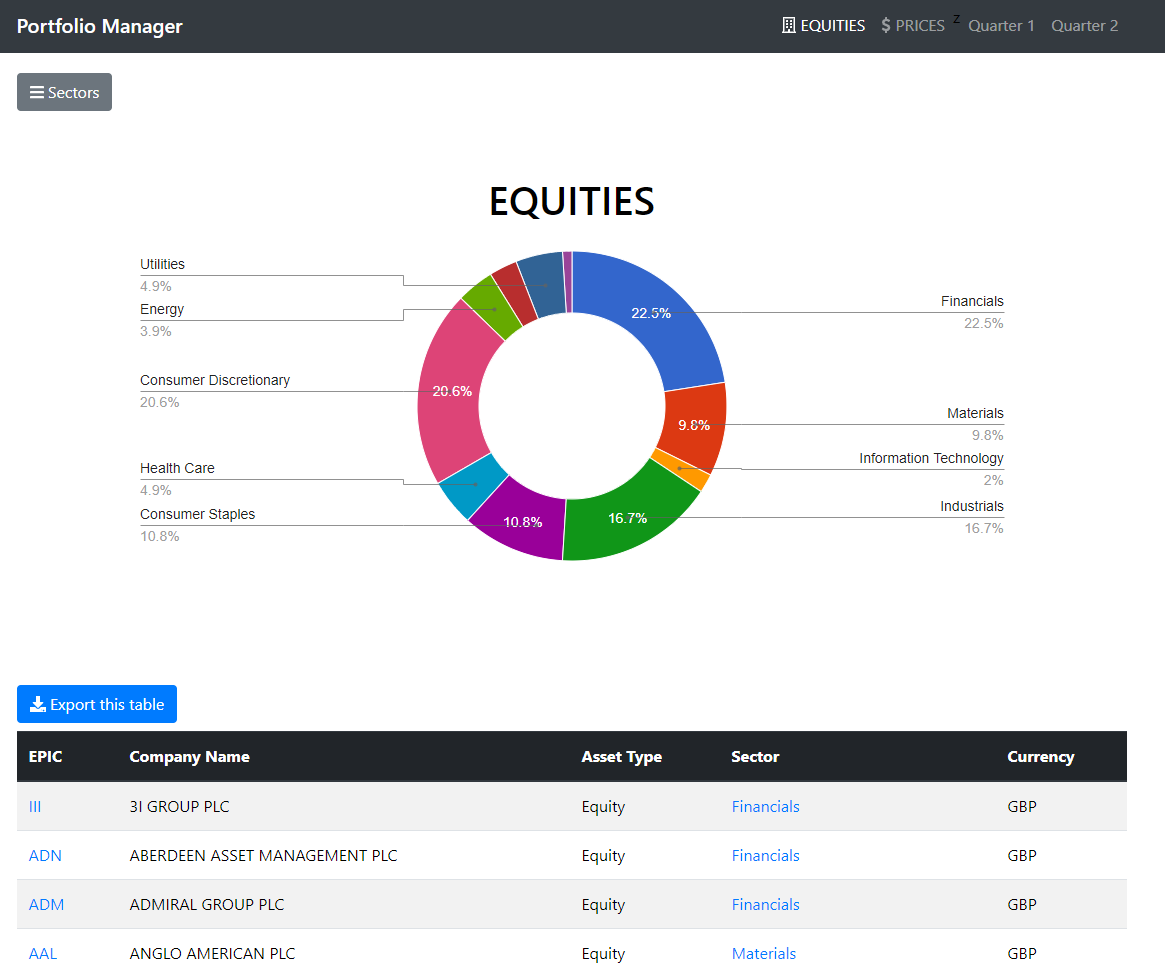 Portfolio Manager
EQUITIES
$ PRICES
z
Quarter 1
Quarter 2
Sectors
EQUITIES
Utilities
4.9%
Energy
3.9%
Consumer Discretionary
20.6%
Health Care
4.9%
Consumer Staples
10.8%
22.5%
9.8%
16.7%
10.8%
20.6%
Financials
22.5%
Materials
9.8%
Information Technology
2%
Industrials
16.7%
Export this table
EPIC Company Name Asset Type Sector Currency
III 3I GROUP PLC Equity Financials GBP
ADN ABERDEEN ASSET MANAGEMENT PLC Equity Financials GBP
ADM ADMIRAL GROUP PLC Equity Financials GBP
AAL ANGLO AMERICAN PLC Equity Materials GBP